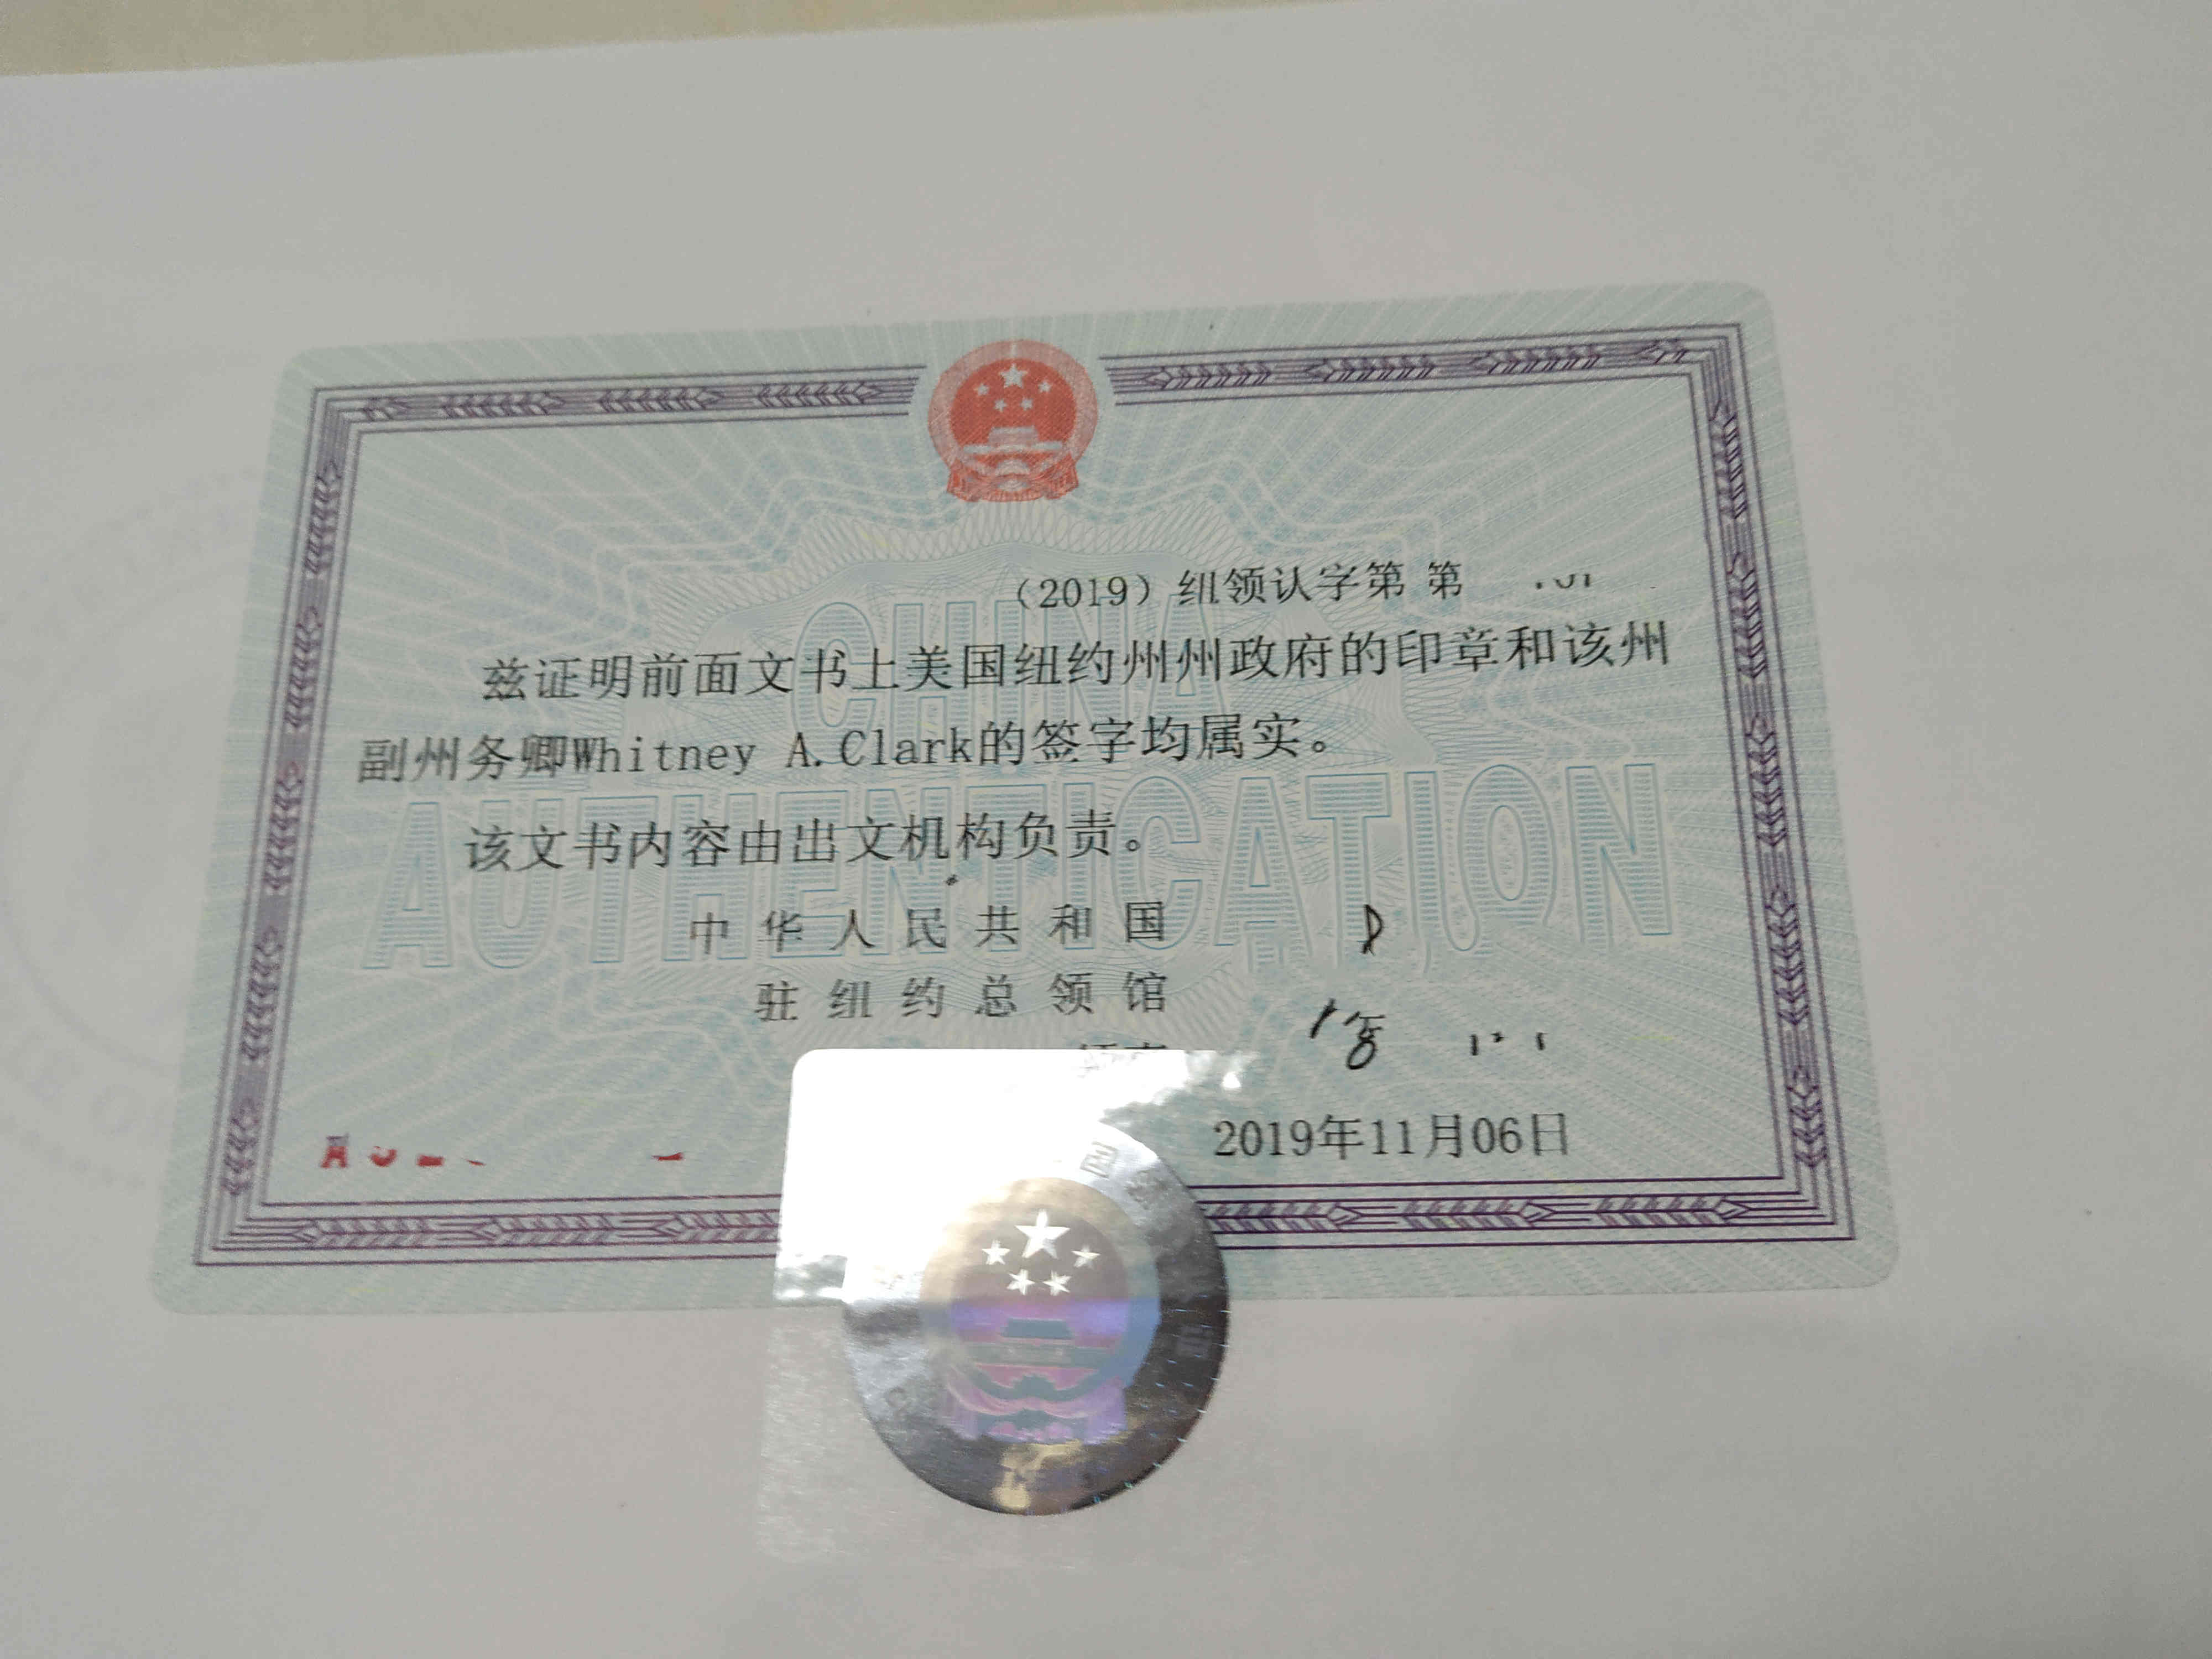 （2019）纽领认字第 第
兹证明前面文书上美国纽约州州政府的印章和该州
副州务卿Whitney A.Clark的签字均属实。
该文书内容由出文机构负责。
中华人民共和国
驻纽约总领馆
2019年11月06日
CHINA
AUTHENTICATION